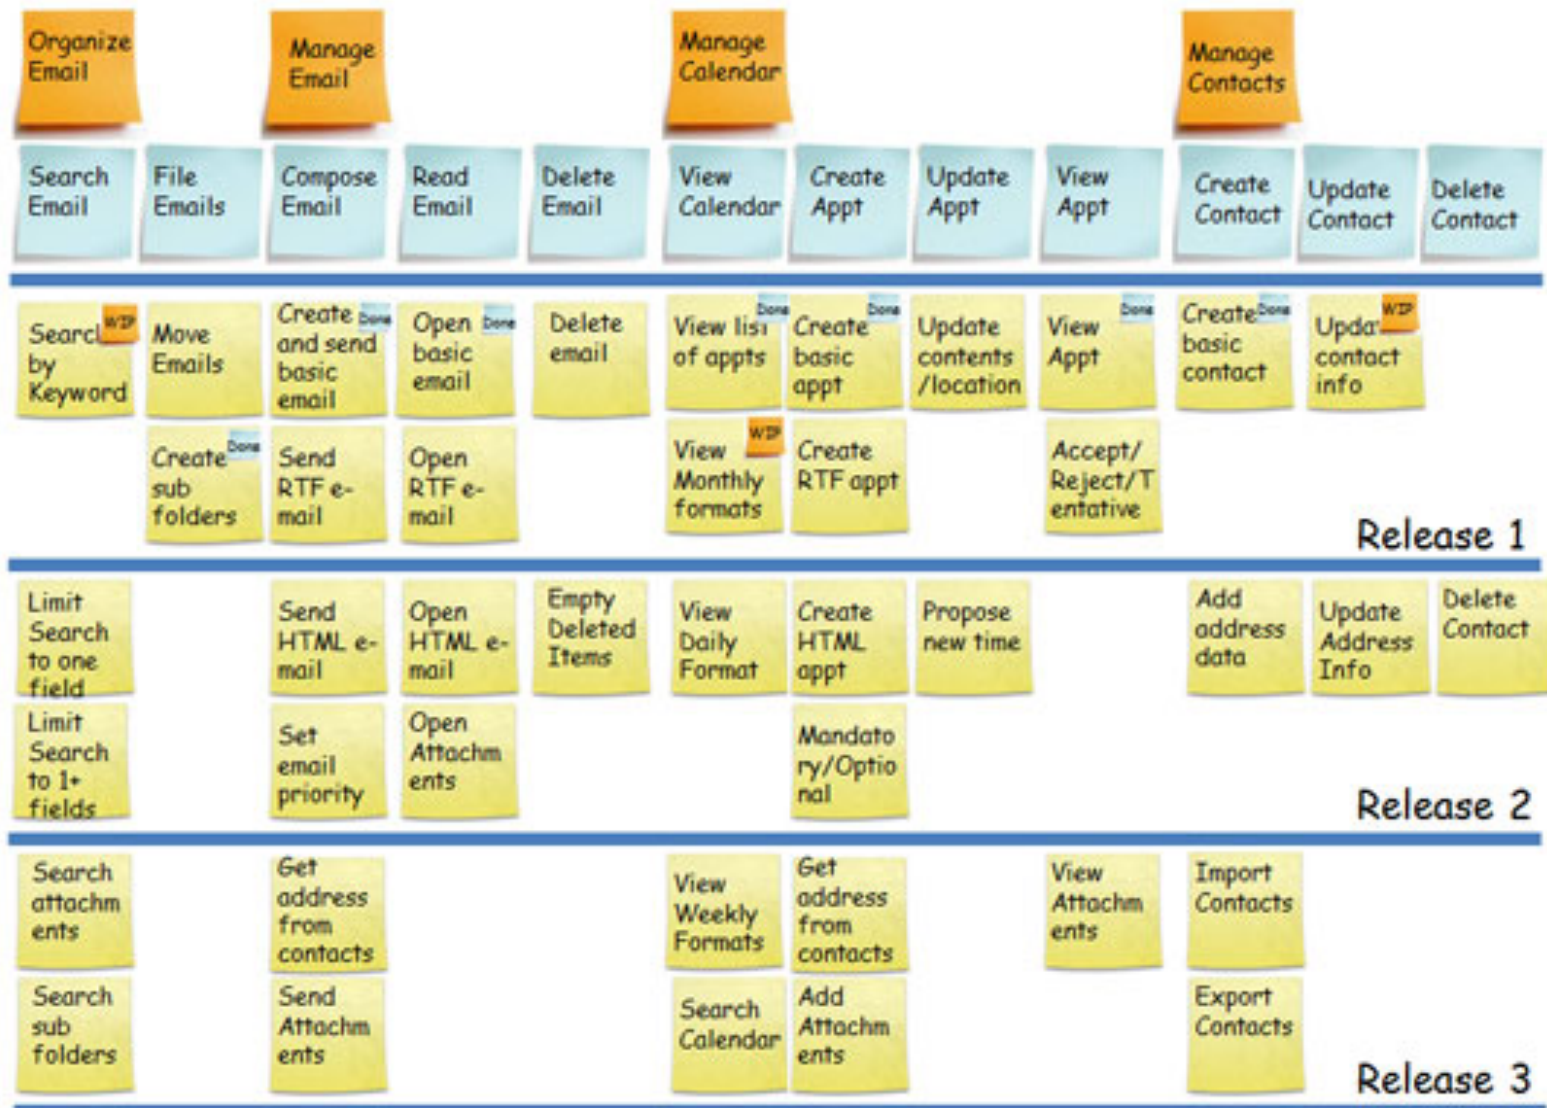 Organize
Email
Manage
Email
Manage
Calendar
Manage
Contacts
Search
Email
File
Emails
Compose
Email
Read
Email
Delete
Email
View
Calendar
Create
Appt
Update
Appt
View
Appt
Create
Contact
Update
Contact
Delete
Contact
Search
WIP
by
Keyword
Move
Emails
Create
Done
and send
basic
email
Open
Done
basic
email
Delete
email
Done
View list
of appts
Done
Create
basic
appt
Update
contents
/location
Done
View
Appt
Done
Create
basic
contact
WIP
Update
contact
info
Done
Create
sub
folders
Send
RTF e-
mail
Open
RTF e-
mail
WIP
View
Monthly
formats
Create
RTF appt
Accept/
Reject/T
entative
Release 1
Limit
Search
to one
field
Send
HTML e-
mail
Open
HTML e-
mail
Empty
Deleted
Items
View
Daily
Format
Create
HTML
appt
Propose
new time
Add
address
data
Update
Address
Info
Delete
Contact
Limit
Search
to 1+
fields
Set
email
priority
Open
Attachm
ents
Mandato
ry/Optio
nal
Release 2
Search
attachm
ents
Get
address
from
contacts
View
Weekly
Formats
Get
address
from
contacts
View
Attachm
ents
Import
Contacts
Search
sub
folders
Send
Attachm
ents
Search
Calendar
Add
Attachm
ents
Export
Contacts
Release 3